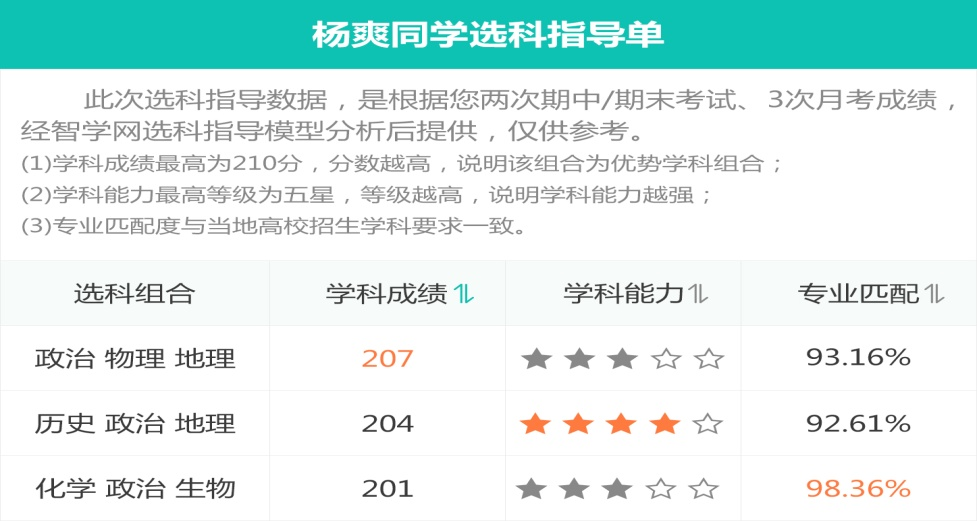 杨爽同学选科指导单
此次选科指导数据，是根据您两次期中/期末考试、3次月考成绩，
经智学网选科指导模型分析后提供，仅供参考。
(1)学科成绩最高为210分，分数越高，说明该组合为优势学科组合；
(2)学科能力最高等级为五星，等级越高，说明学科能力越强；
(3)专业匹配度与当地高校招生学科要求一致。
选科组合 学科成绩 学科能力 专业匹配
政治 物理 地理 207 93.16%
历史 政治 地理 204 92.61%
化学 政治 生物 201 98.36%